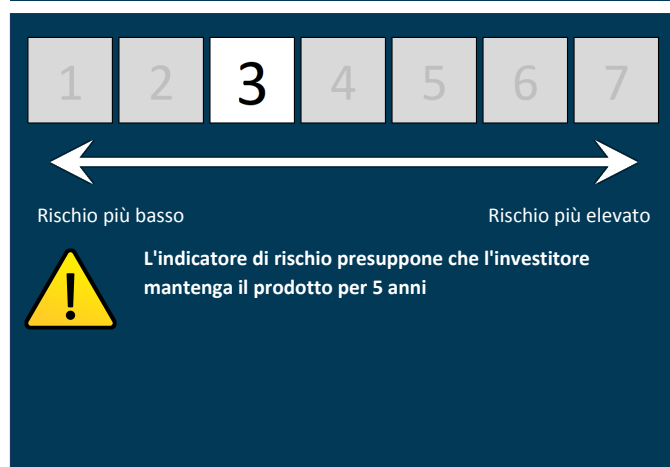 1 2 3 4 5 6 7
Rischio più basso Rischio più elevato
L'indicatore di rischio presuppone che l'investitore
mantenga il prodotto per 5 anni